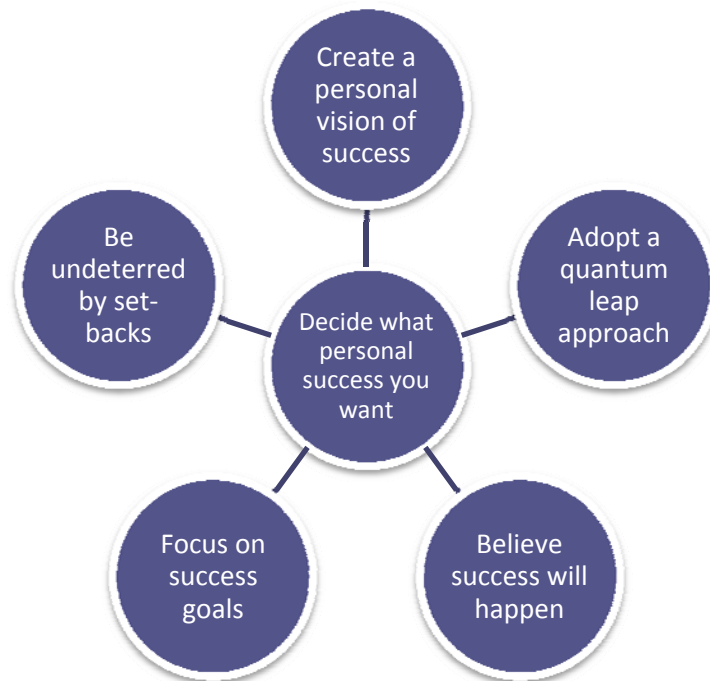 Create a
personal
vision of
success
Adopt a
quantum
leap
approach
Believe
success will
happen
Focus on
success
goals
Be
undeterred
by set-
backs
Decide what
personal
success you
want